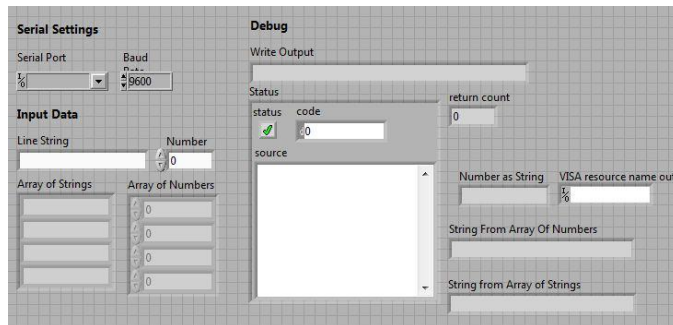 Serial Settings
Serial Port
Baud
9600
Input Data
Line String
Number
0
Array of Strings
Array of Numbers
0
0
0
0
Debug
Write Output
Status
status
code
0
source
return count
0
Number as String
VISA resource name out
String From Array Of Numbers
String from Array of Strings